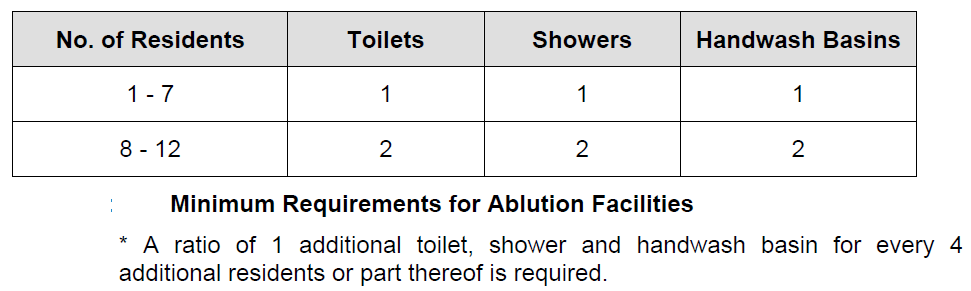 No. of Residents Toilets Showers Handwash Basins
1 - 7 1 1 1
8 - 12 2 2 2
: Minimum Requirements for Ablution Facilities
* A ratio of 1 additional toilet, shower and handwash basin for every 4
additional residents or part thereof is required.